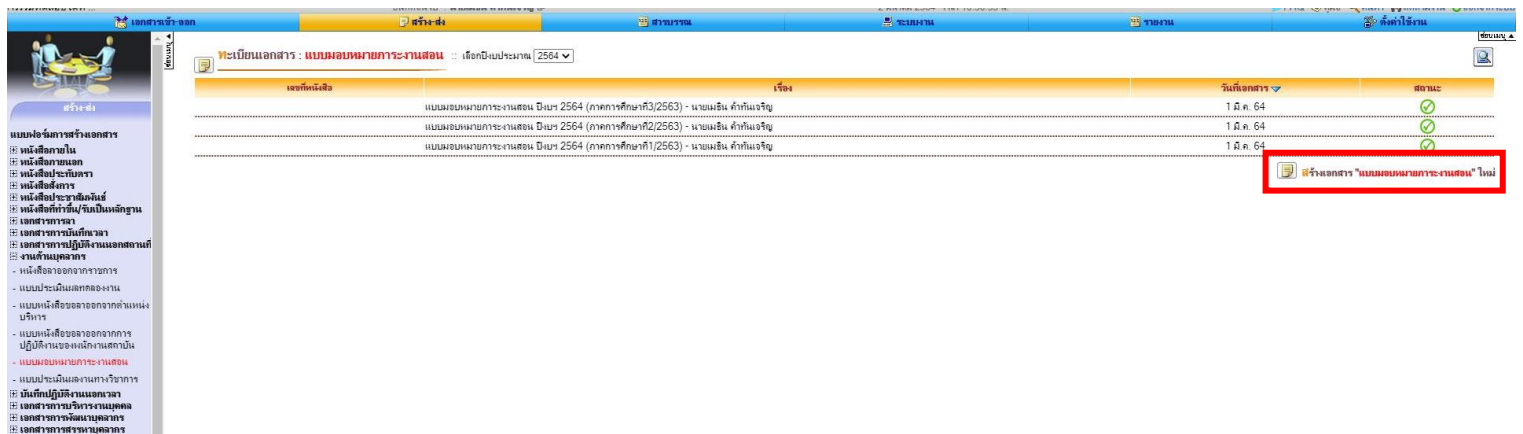 เอกสารเข้า-ออก
สร้าง-ส่ง
สารบรรณ
ระบบงาน
รายงาน
ตั้งค่าใช้งาน
ซ่อนเมนู
ซ่อนเมนู
ทะเบียนเอกสาร : แบบมอบหมายภาระงานสอน :: เลือกปีงบประมาณ 2564
เลขที่หนังสือ เรื่อง วันที่เอกสาร สถานะ
แบบมอบหมายภาระงานสอน ปีงบฯ 2564 (ภาคการศึกษาที่3/2563) - นายเมธิน คำทันเจริญ 1 มี.ค. 64
แบบมอบหมายภาระงานสอน ปีงบฯ 2564 (ภาคการศึกษาที่2/2563) - นายเมธิน คำทันเจริญ 1 มี.ค. 64
แบบมอบหมายภาระงานสอน ปีงบฯ 2564 (ภาคการศึกษาที่1/2563) - นายเมธิน คำทันเจริญ 1 มี.ค. 64
สร้างเอกสาร "แบบมอบหมายภาระงานสอน" ใหม่
สร้าง-ส่ง
แบบฟอร์มการสร้างเอกสาร
หนังสือภายใน
หนังสือภายนอก
หนังสือประทับตรา
หนังสือสั่งการ
หนังสือประชาสัมพันธ์
หนังสือที่ทำขึ้น/รับเป็นหลักฐาน
เอกสารการลา
เอกสารการบันทึกเวลา
เอกสารการปฏิบัติงานนอกสถานที่
งานด้านบุคลากร
- หนังสือลาออกจากราชการ
- แบบประเมินผลทดลองงาน
- แบบหนังสือขอลาออกจากตำแหน่ง
บริหาร
- แบบหนังสือขอลาออกจากการ
ปฏิบัติงานของพนักงานสถาบัน
- แบบมอบหมายภาระงานสอน
- แบบประเมินผลงานทางวิชาการ
บันทึกปฏิบัติงานนอกเวลา
เอกสารการบริหารงานบุคคล
เอกสารการพัฒนาบุคลากร
เอกสารการสรรหาบุคลากร